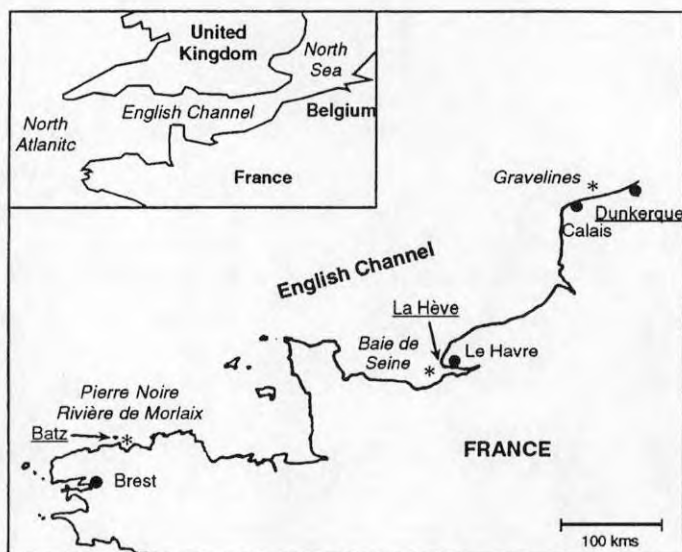 United
Kingdom
North
Sea
English Channel
Belgium
North
Atlanitc
France
Gravelines *
Dunkerque
Calais
English Channel
La Hève
Baie de
Seine
*
Le Havre
Pierre Noire
Rivière de Morlaix
Batz
*
FRANCE
Brest
100 kms